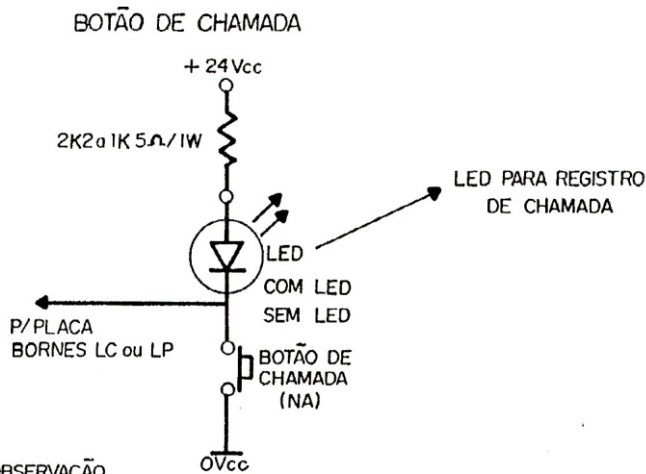 BOTÃO DE CHAMADA
+ 24 Vcc
2K2 a 1K 5Ω/1W
LED PARA REGISTRO
DE CHAMADA
LED
COM LED
SEM LED
P/PLACA
BORNES LC ou LP
BOTÃO DE
CHAMADA
(NA)
OBSERVAÇÃO
0Vcc